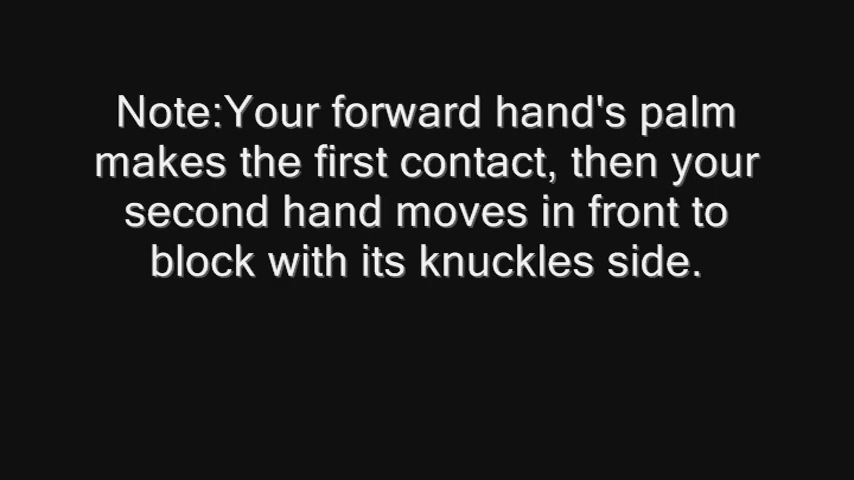 Note:Your forward hand's palm
makes the first contact, then your
second hand moves in front to
block with its knuckles side.